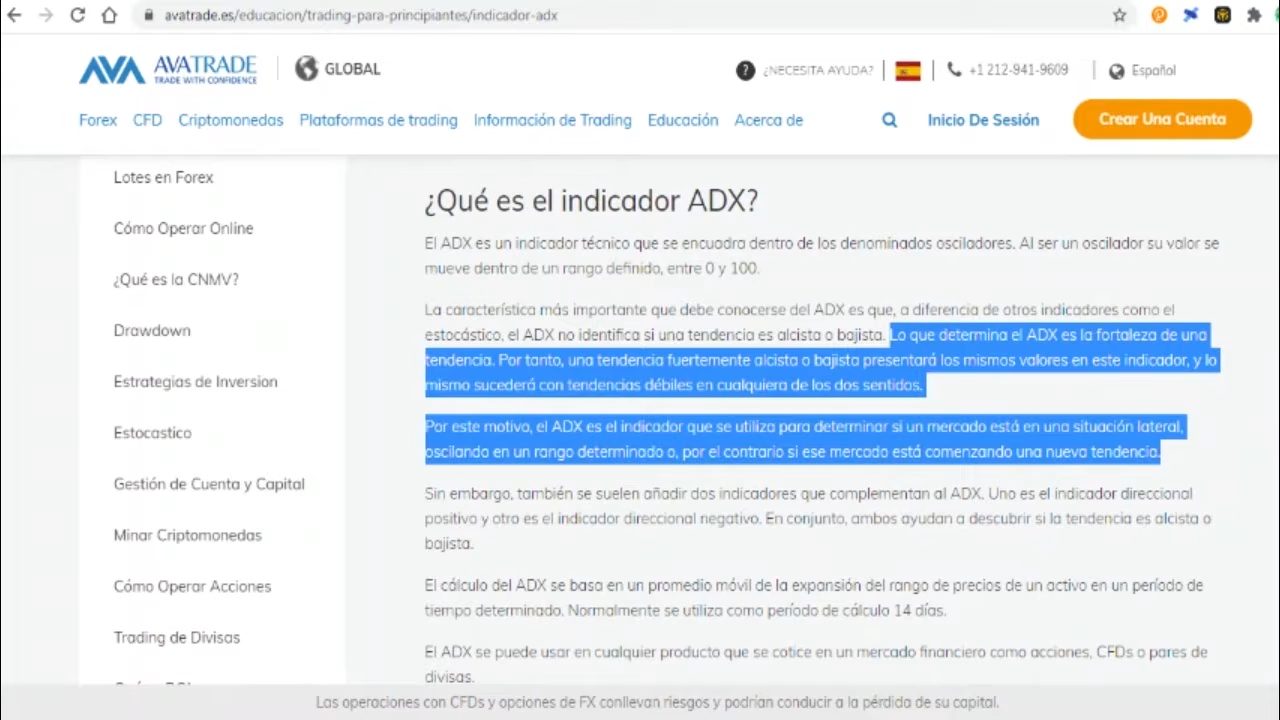 avatrade.es/educacion/trading-para-principiantes/indicador-adx
AVA AVATRADE
TRADE WITH CONFIDENCE
GLOBAL
? ¿NECESITA AYUDA?
+1 212-941-9609
Español
Forex CFD Criptomonedas Plataformas de trading Información de Trading Educación Acerca de
Inicio De Sesión
Crear Una Cuenta
Lotes en Forex
Cómo Operar Online
¿Qué es la CNMV?
Drawdown
Estrategias de Inversion
Estocastico
Gestión de Cuenta y Capital
Minar Criptomonedas
Cómo Operar Acciones
Trading de Divisas
¿Qué es el indicador ADX?
El ADX es un indicador técnico que se encuadra dentro de los denominados osciladores. Al ser un oscilador su valor se
mueve dentro de un rango definido, entre 0 y 100.
La característica más importante que debe conocerse del ADX es que, a diferencia de otros indicadores como el
estocástico, el ADX no identifica si una tendencia es alcista o bajista. Lo que determina el ADX es la fortaleza de una
tendencia. Por tanto, una tendencia fuertemente alcista o bajista presentará los mismos valores en este indicador, y lo
mismo sucederá con tendencias débiles en cualquiera de los dos sentidos.
Por este motivo, el ADX es el indicador que se utiliza para determinar si un mercado está en una situación lateral,
oscilando en un rango determinado o, por el contrario si ese mercado está comenzando una nueva tendencia.
Sin embargo, también se suelen añadir dos indicadores que complementan al ADX. Uno es el indicador direccional
positivo y otro es el indicador direccional negativo. En conjunto, ambos ayudan a descubrir si la tendencia es alcista o
bajista.
El cálculo del ADX se basa en un promedio móvil de la expansión del rango de precios de un activo en un período de
tiempo determinado. Normalmente se utiliza como período de cálculo 14 días.
El ADX se puede usar en cualquier producto que se cotice en un mercado financiero como acciones, CFDs o pares de
divisas.
Las operaciones con CFDs y opciones de FX conllevan riesgos y podrían conducir a la pérdida de su capital.